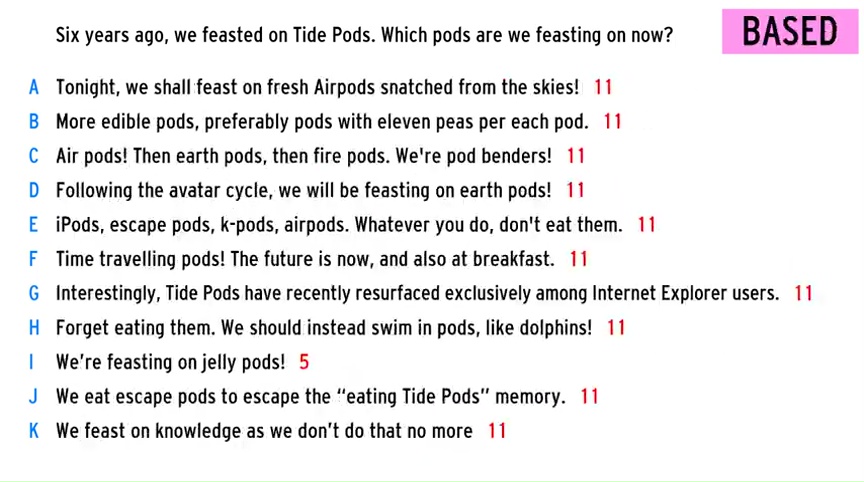 Six years ago, we feasted on Tide Pods. Which pods are we feasting on now?
BASED
A Tonight, we shall feast on fresh Airpods snatched from the skies! 11
B More edible pods, preferably pods with eleven peas per each pod. 11
C Air pods! Then earth pods, then fire pods. We're pod benders! 11
D Following the avatar cycle, we will be feasting on earth pods! 11
E iPods, escape pods, k-pods, airpods. Whatever you do, don't eat them. 11
F Time travelling pods! The future is now, and also at breakfast. 11
G Interestingly, Tide Pods have recently resurfaced exclusively among Internet Explorer users. 11
H Forget eating them. We should instead swim in pods, like dolphins! 11
I We’re feasting on jelly pods! 5
J We eat escape pods to escape the “eating Tide Pods” memory. 11
K We feast on knowledge as we don’t do that no more 11